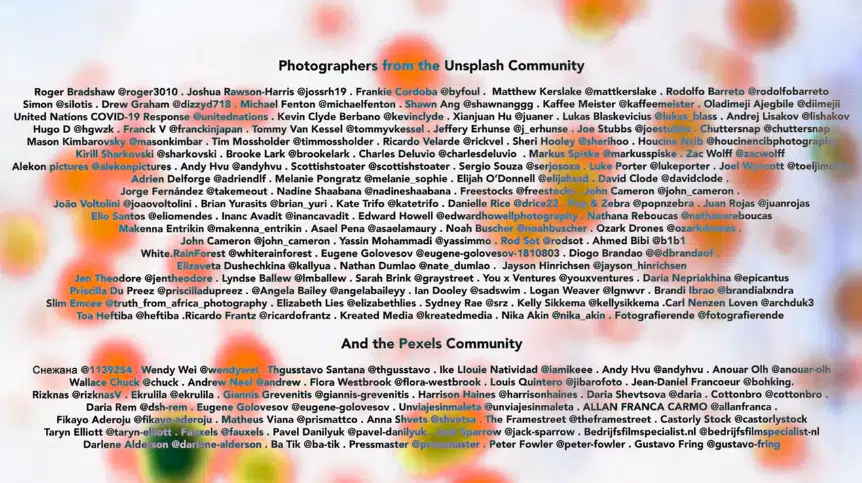 Photographers from the Unsplash Community
Roger Bradshaw @roger3010 . Joshua Rawson-Harris @jossrh19 . Frankie Cordoba @byfoul . Matthew Kerslake @mattkerslake . Rodolfo Barreto @rodolfobarreto
Simon @silotis . Drew Graham @dizzyd718 . Michael Fenton @michaelfenton . Shawn Ang @shawnanggg . Kaffee Meister @kaffeemeister . Oladimeji Ajegbile @diimejii
United Nations COVID-19 Response @unitednations . Kevin Clyde Berbano @kevinclyde . Xianjuan Hu @juaner . Lukas Blaskevicius @lukas_blass . Andrej Lisakov @lishakov
Hugo D @hgwzk . Franck V @franckinjapan . Tommy Van Kessel @tommyvkessel . Jeffery Erhunse @j_erhunse . Joe Stubbs @joestubbs . Chuttersnap @chuttersnap
Mason Kimbarovsky @masonkimbar . Tim Mossholder @timmossholder . Ricardo Velarde @rickvel . Sheri Hooley @sherihoo . Houcine Ncib @houcinencibphotography
Kirill Sharkovski @sharkovski . Brooke Lark @brookelark . Charles Deluvio @charlesdeluvio . Markus Spiske @markusspiske . Zac Wolff @zacwolff
Alekon pictures @alekonpictures . Andy Hvu @andyhvu . Scottishstoater @scottishstoater . Sergio Souza @serjosoza . Luke Porter @lukeporter . Joel Wyncott
Adrien Delforge @adriendlf . Melanie Pongratz @melanie_sophie . Elijah O'Donnell @elijahsad . David Clode @davidclode .
Jorge Fernández @takemeout . Nadine Shaabana @nadineshaabana . Freestocks @freestocks . John Cameron @john_cameron .
João Voltolini @joaovoltolini . Brian Yurasits @brian_yuri . Kate Trifo @katetrifo . Danielle Rice @drice22 . Pop & Zebra @popnzebra . Juan Rojas @juanrojas
Elio Santos @eliomendes . Inanc Avadit @inancavadit . Edward Howell @edwardhowellphotography . Nathana Reboucas @nathanareboucas
Makenna Entrikin @makenna_entrikin . Asael Pena @asaelamaury . Noah Buscher @noahbuscher . Ozark Drones @ozarkdrones .
John Cameron @john_cameron . Yassin Mohammadi @yassimmo . Rod Sot @rodsot . Ahmed Bibi @b1b1
White.RainForest @whiterainforest . Eugene Golovesov @eugene-golovesov-1810803 . Diogo Brandao @@dbrandaof .
Elizaveta Dushechkina @kallyua . Nathan Dumlao @nate_dumlao . Jayson Hinrichsen @jayson_hinrichsen
Jen Theodore @jentheodore . Lyndse Ballew @lmballew . Sarah Brink @graystreet . You x Ventures @youxventures . Daria Nepriakhina @epicantus
Priscilla Du Preez @priscilladupreez . @Angela Bailey @angelabaileyy . Ian Dooley @sadswim . Logan Weaver @lgnwvr . Brandi Ibrao @brandialxndra
Slim Emcee @truth_from_africa_photography . Elizabeth Lies @elizabethlies . Sydney Rae @srz . Kelly Sikkema @kellysikkema .Carl Nenzen Loven @archduk3
Toa Heftiba @heftiba .Ricardo Frantz @ricardofrantz . Kreated Media @kreatedmedia . Nika Akin @nika_akin . Fotografierende @fotografierende
And the Pexels Community
Снежана @1139254 . Wendy Wei @wendywei . Thgusstavo Santana @thgusstavo . Ike Llouie Natividad @iamikeee . Andy Hvu @andyhvu . Anouar Olh @anouar-olh
Wallace Chuck @chuck . Andrew Neel @andrew . Flora Westbrook @flora-westbrook . Louis Quintero @jibarofoto . Jean-Daniel Francoeur @bohking.
Rizknas @rizknasV . Ekrulila @ekrulila . Giannis Grevenitis @giannis-grevenitis . Harrison Haines @harrisonhaines . Daria Shevtsova @daria . Cottonbro @cottonbro .
Daria Rem @dsh-rem . Eugene Golovesov @eugene-golovesov . Unviajesinmaleta @unviajesinmaleta . ALLAN FRANCA CARMO @allanfranca .
Fikayo Aderoju @fikayo-aderoju . Matheus Viana @prismattco . Anna Shvets @shvetsa . The Framestreet @theframestreet . Castorly Stock @castorlystock
Taryn Elliott @taryn-elliott . Fauxels @fauxels . Pavel Danilyuk @pavel-danilyuk . Jack Sparrow @jack-sparrow . Bedrijfsfilmspecialist.nl @bedrijfsfilmspecialist-nl
Darlene Alderson @darlene-alderson . Ba Tik @ba-tik . Pressmaster @pressmaster . Peter Fowler @peter-fowler . Gustavo Fring @gustavo-fring